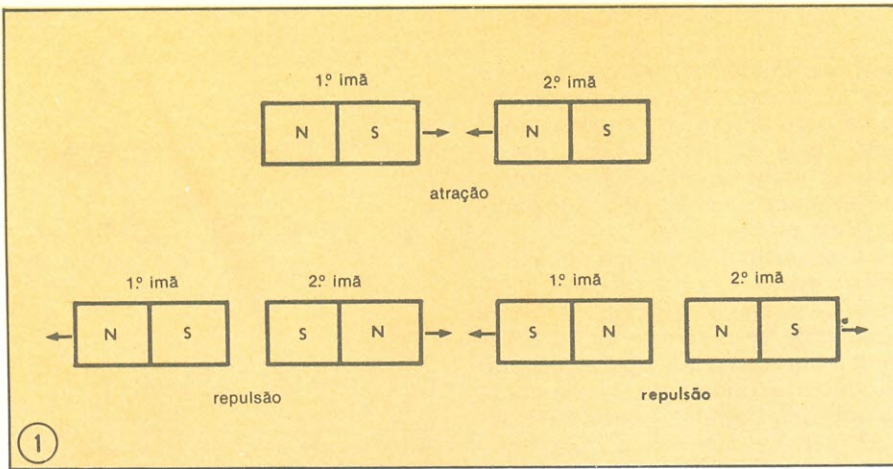 1.º imã 2.º imã
N S N S
atração
1.º imã 2.º imã 1.º imã 2.º imã
N S S N S N N S
repulsão repulsão
1